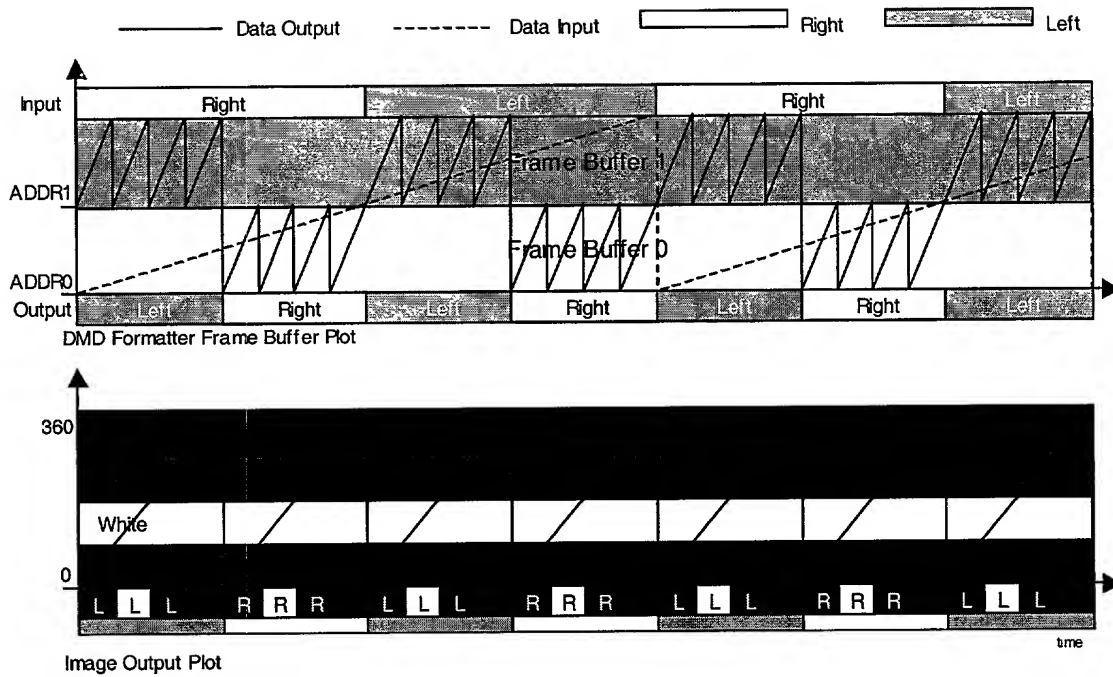 Data Output Data Input Right Left
Input Right Left Right Left
Frame Buffer 1
ADDR1
Frame Buffer 0
ADDR0
Output Left Right Left Right Left Right Left
DMD Formatter Frame Buffer Plot
360
White
0
L L L R R R L L L R R R L L L R R R L L L
time
Image Output Plot